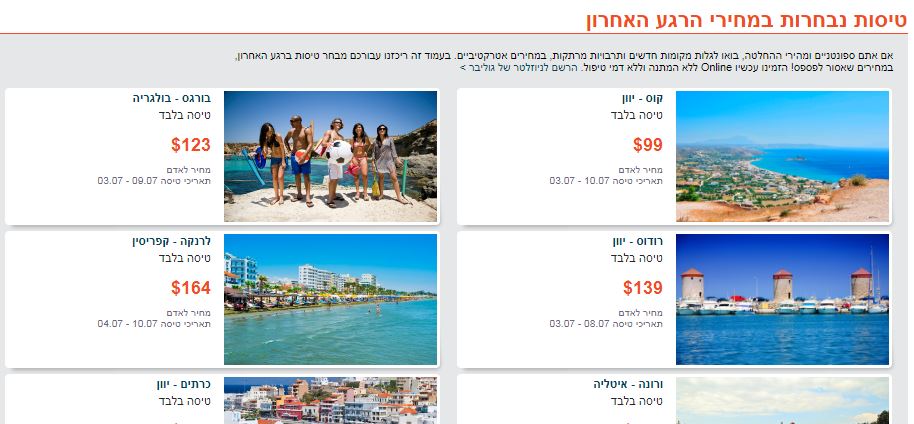 טיסות נבחרות במחירי הרגע האחרון
אם אתם ספונטניים ומהירי ההחלטה, בואו לגלות מקומות חדשים ותרבויות מרתקות, במחירים אטרקטיביים. בעמוד זה ריכזנו עבורכם מבחר טיסות ברגע האחרון,
במחירים שאסור לפספס! הזמינו עכשיו Online ללא המתנה וללא דמי טיפול. הרשם לניוזלטר של גוליבר >
קוס - יוון
טיסה בלבד
$99
מחיר לאדם
תאריכי טיסה 10.07 - 03.07
בורגס - בולגריה
טיסה בלבד
$123
מחיר לאדם
תאריכי טיסה 09.07 - 03.07
רודוס - יוון
טיסה בלבד
$139
מחיר לאדם
תאריכי טיסה 08.07 - 03.07
לרנקה - קפריסין
טיסה בלבד
$164
מחיר לאדם
תאריכי טיסה 10.07 - 04.07
ורונה - איטליה
טיסה בלבד
כרתים - יוון
טיסה בלבד